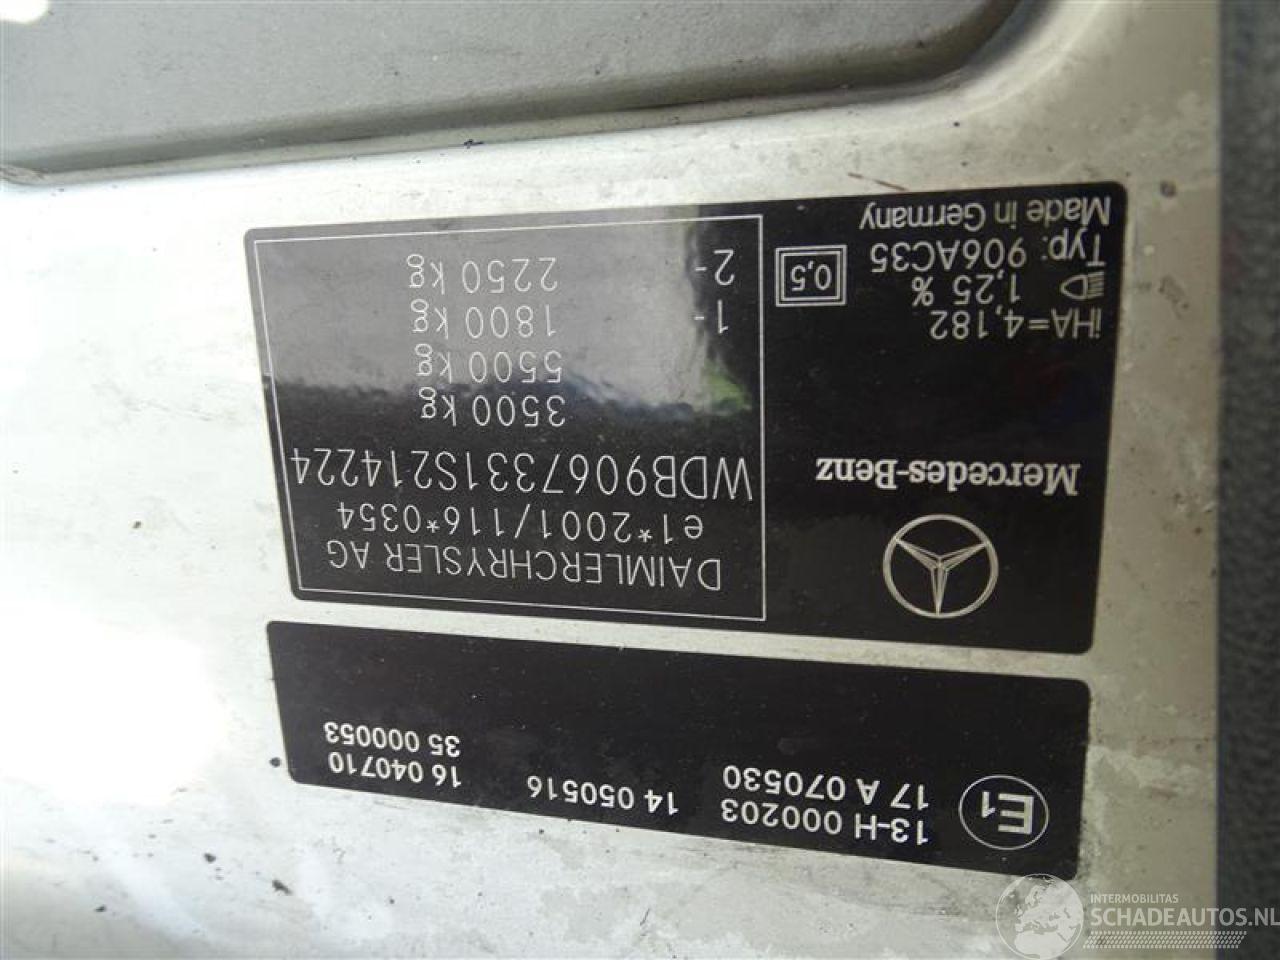 E1
13-H 000203
17 A 070530
14 050516
16 040710
35 000053
Mercedes-Benz
iHA=4,182
1,25 %
Typ: 906AC35
Made in Germany
0,5
DAIMLERCHRYSLER AG
e1*2001/116*0354
WDB9067331S214224
3500 kg
5500 kg
1- 1800 kg
2- 2250 kg
INTERMOBILITAS
SCHADEAUTOS.NL